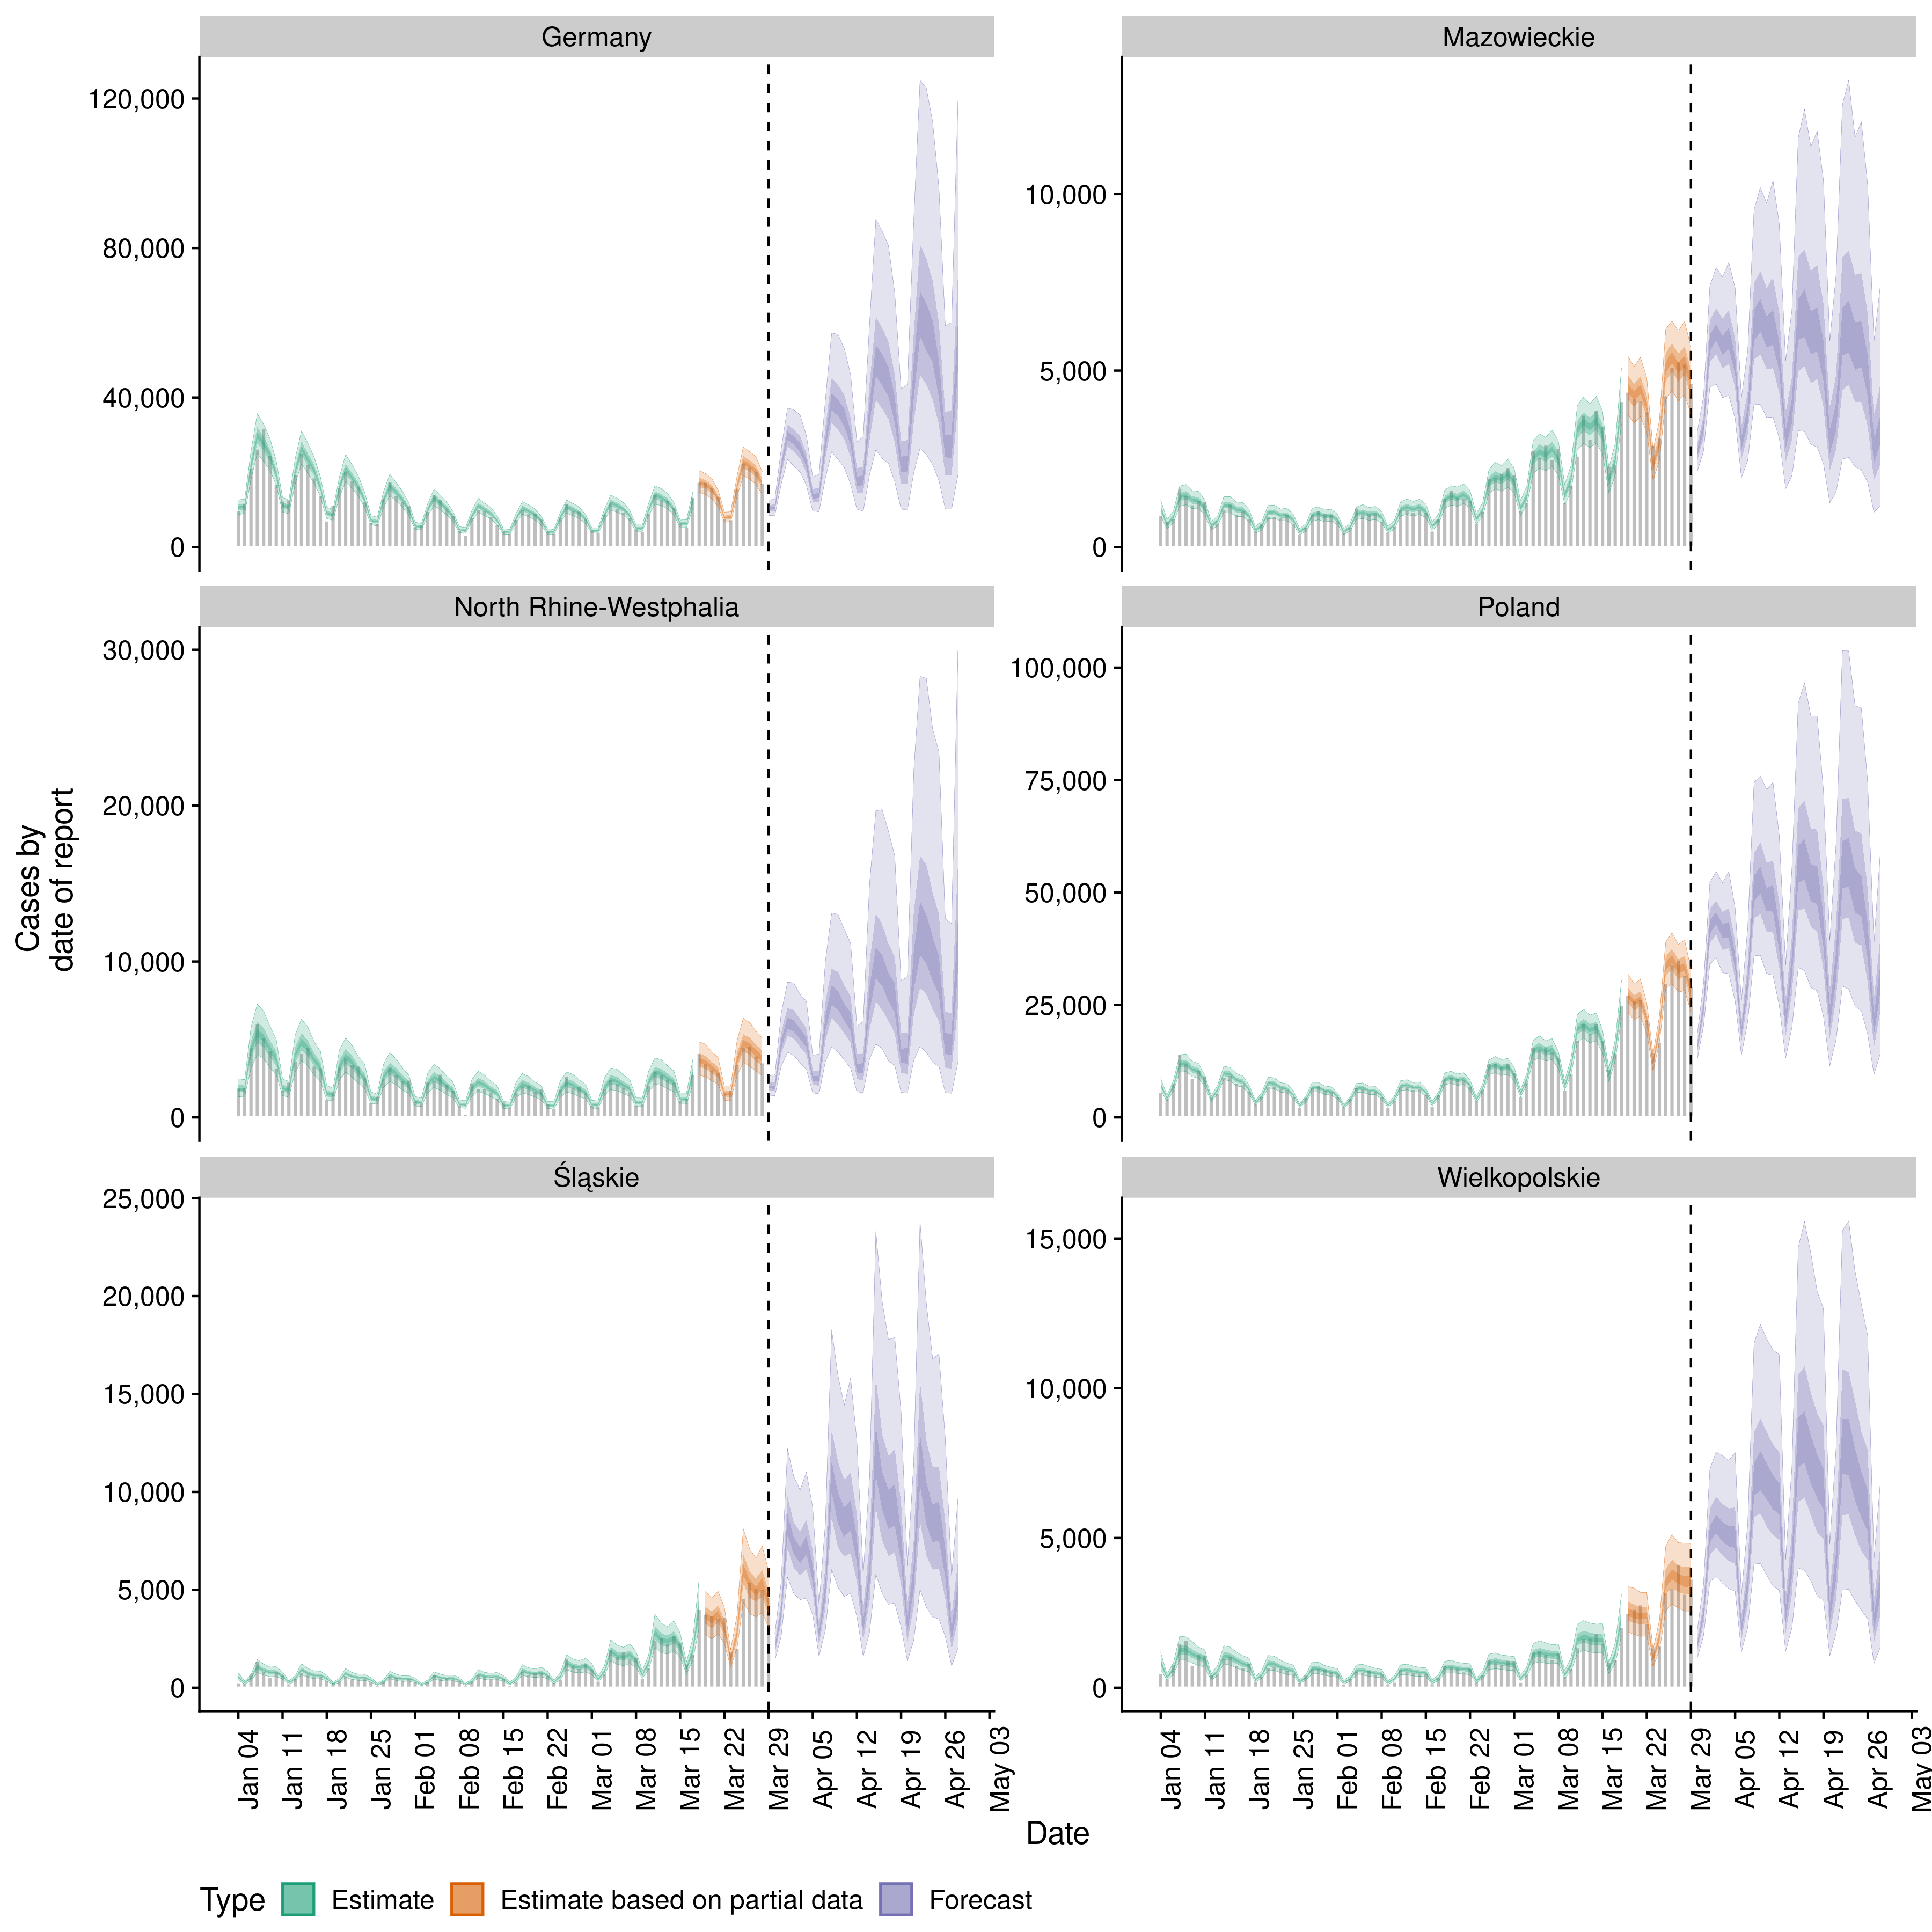 Germany
Mazowieckie
120,000
80,000
40,000
0
10,000
5,000
0
North Rhine-Westphalia
Poland
30,000
20,000
10,000
0
100,000
75,000
50,000
25,000
0
Cases by
date of report
Śląskie
Wielkopolskie
25,000
20,000
15,000
10,000
5,000
0
15,000
10,000
5,000
0
Jan 04
Jan 11
Jan 18
Jan 25
Feb 01
Feb 08
Feb 15
Feb 22
Mar 01
Mar 08
Mar 15
Mar 22
Mar 29
Apr 05
Apr 12
Apr 19
Apr 26
May 03
Jan 04
Jan 11
Jan 18
Jan 25
Feb 01
Feb 08
Feb 15
Feb 22
Mar 01
Mar 08
Mar 15
Mar 22
Mar 29
Apr 05
Apr 12
Apr 19
Apr 26
May 03
Date
Type Estimate Estimate based on partial data Forecast